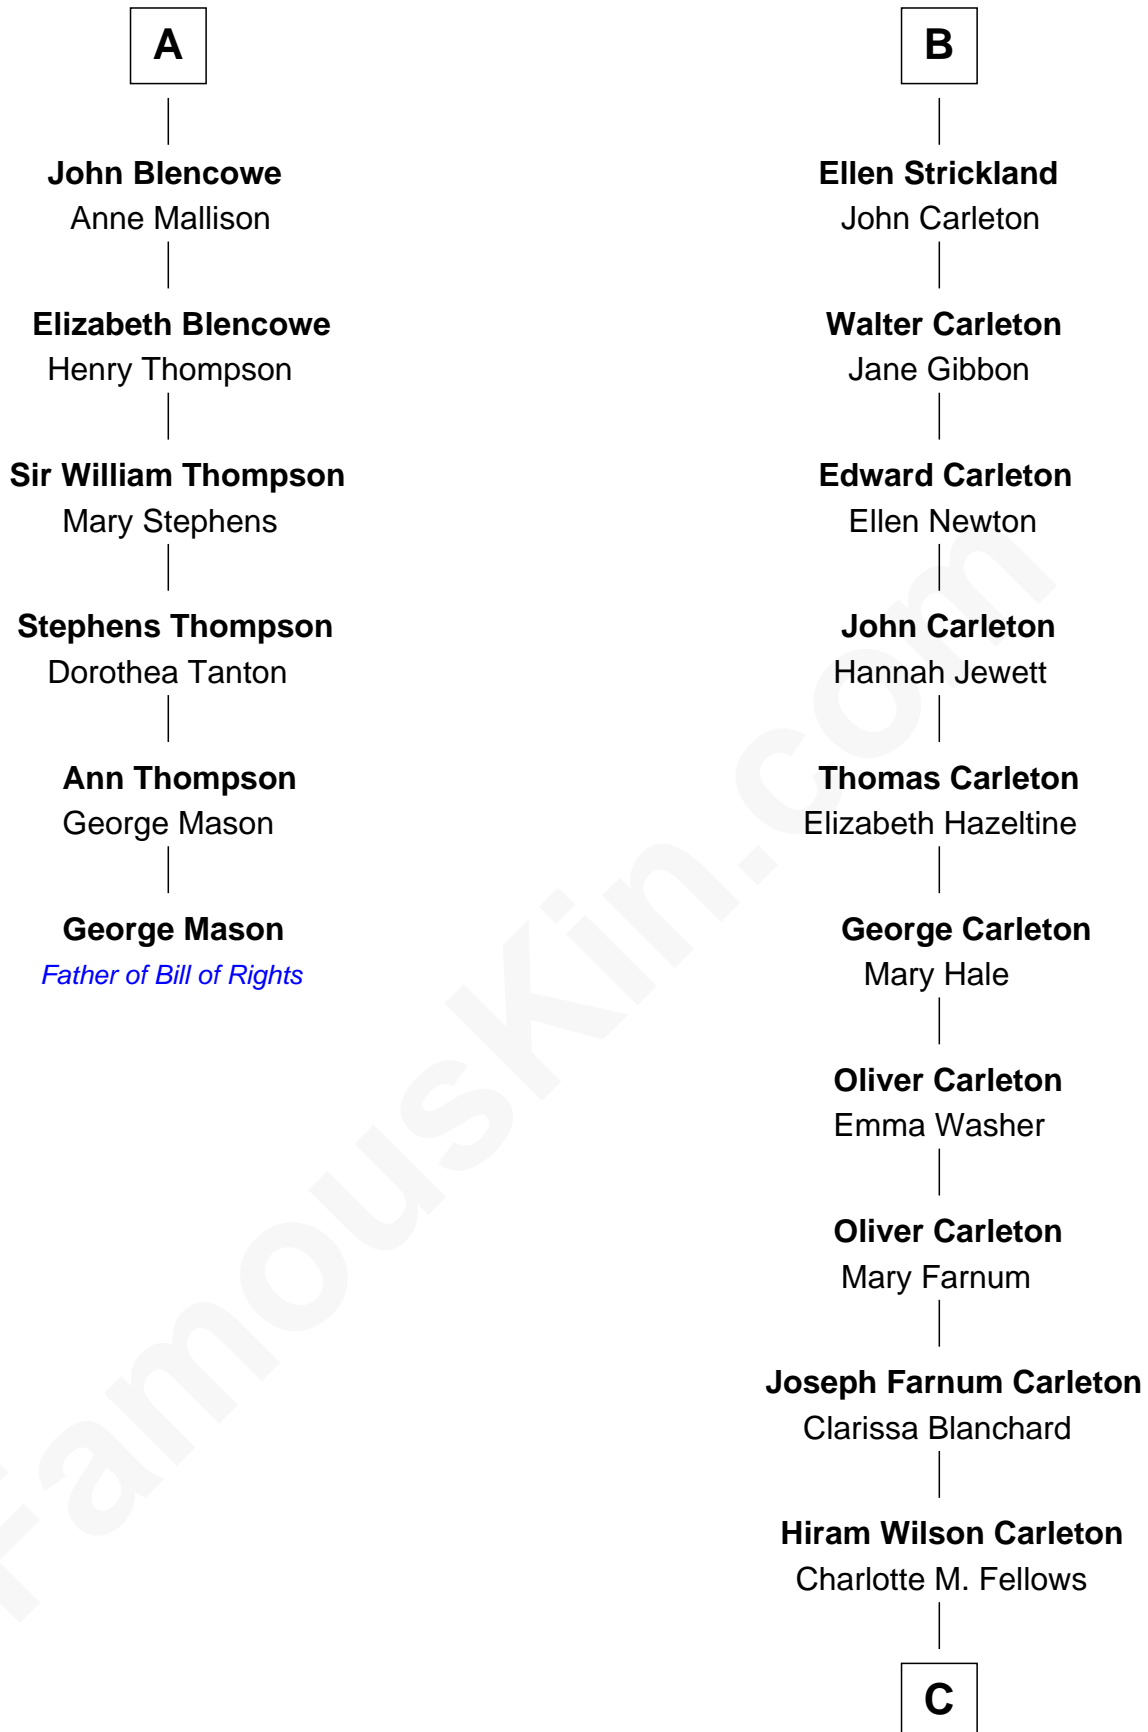 A
John Blencowe
Anne Mallison
Elizabeth Blencowe
Henry Thompson
Sir William Thompson
Mary Stephens
Stephens Thompson
Dorothea Tanton
Ann Thompson
George Mason
George Mason
Father of Bill of Rights
B
Ellen Strickland
John Carleton
Walter Carleton
Jane Gibbon
Edward Carleton
Ellen Newton
John Carleton
Hannah Jewett
Thomas Carleton
Elizabeth Hazeltine
George Carleton
Mary Hale
Oliver Carleton
Emma Washer
Oliver Carleton
Mary Farnum
Joseph Farnum Carleton
Clarissa Blanchard
Hiram Wilson Carleton
Charlotte M. Fellows
C
FamousKin.com